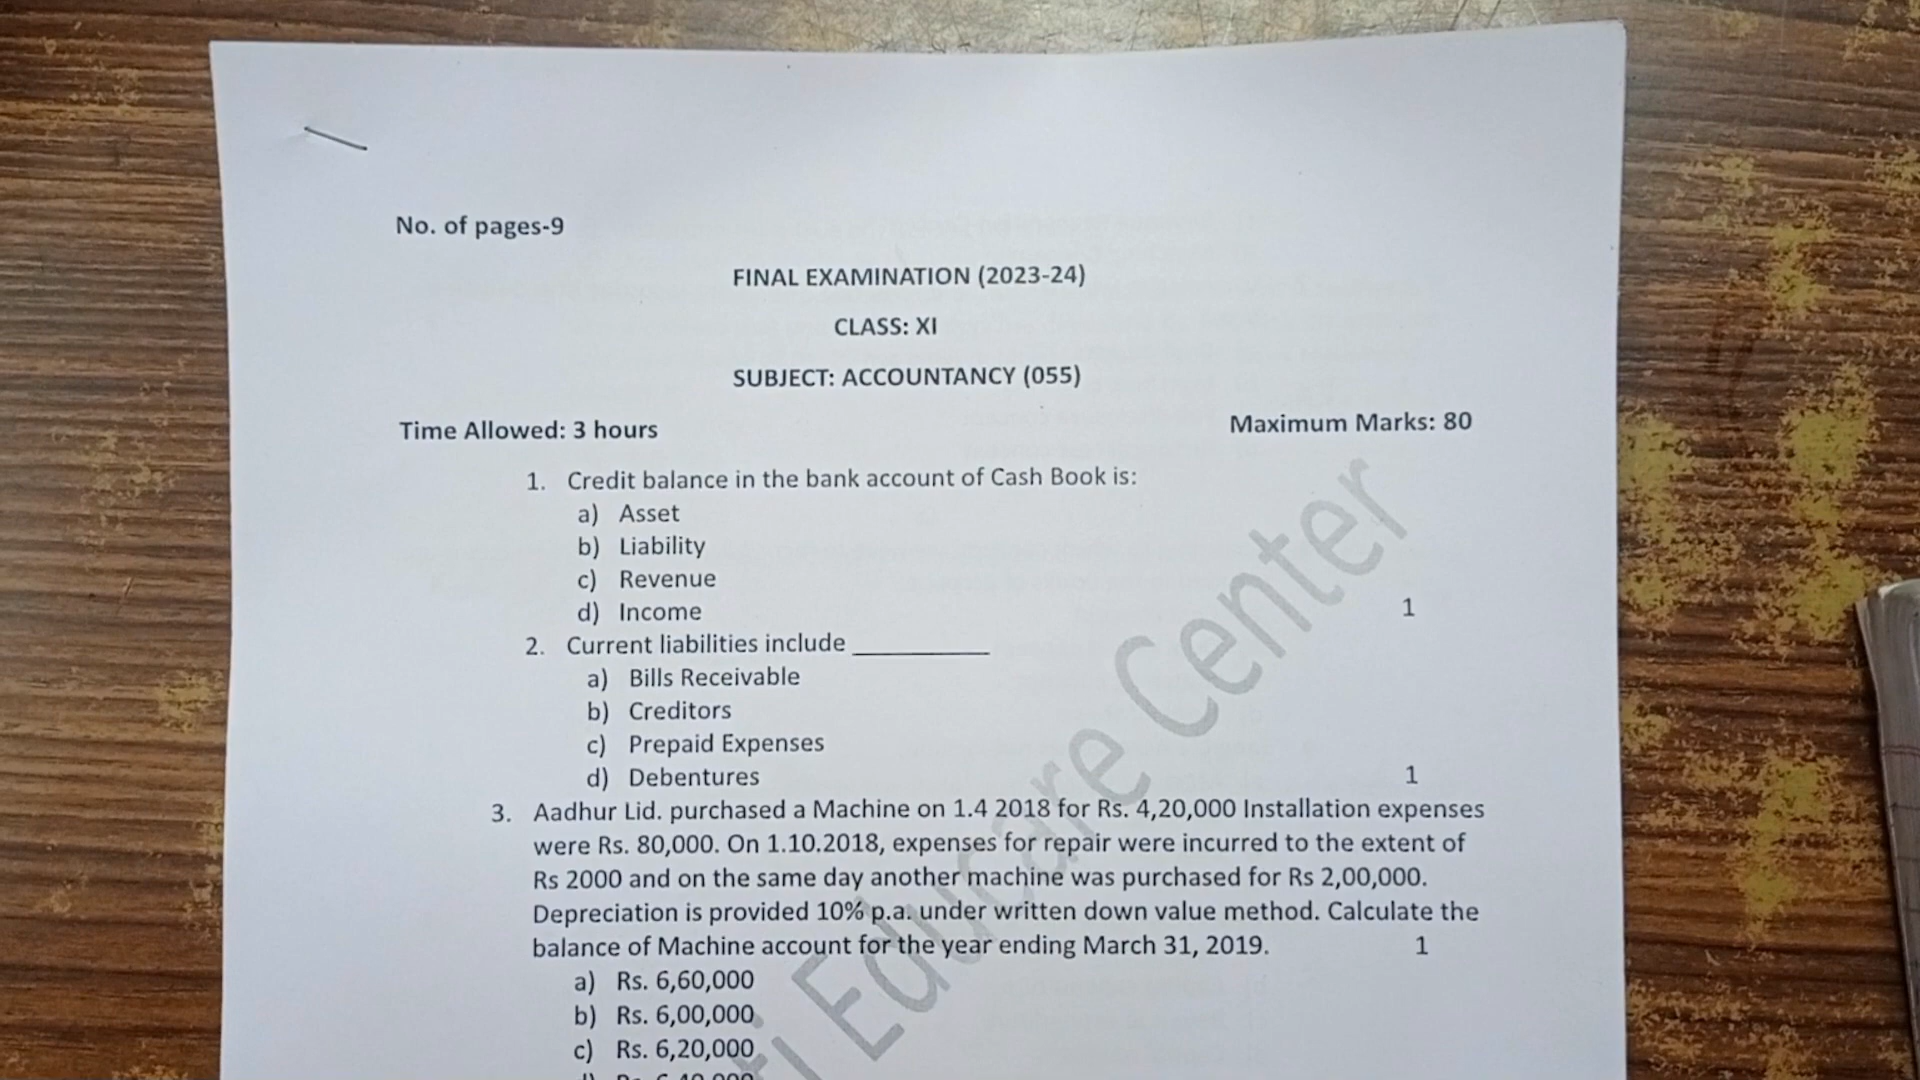 No. of pages-9
FINAL EXAMINATION (2023-24)
CLASS: XI
SUBJECT: ACCOUNTANCY (055)
Time Allowed: 3 hours Maximum Marks: 80
1. Credit balance in the bank account of Cash Book is:
a) Asset
b) Liability
c) Revenue
d) Income 1
2. Current liabilities include __________
a) Bills Receivable
b) Creditors
c) Prepaid Expenses
d) Debentures 1
3. Aadhur Lid. purchased a Machine on 1.4 2018 for Rs. 4,20,000 Installation expenses
were Rs. 80,000. On 1.10.2018, expenses for repair were incurred to the extent of
Rs 2000 and on the same day another machine was purchased for Rs 2,00,000.
Depreciation is provided 10% p.a. under written down value method. Calculate the
balance of Machine account for the year ending March 31, 2019. 1
a) Rs. 6,60,000
b) Rs. 6,00,000
c) Rs. 6,20,000
Educare Center